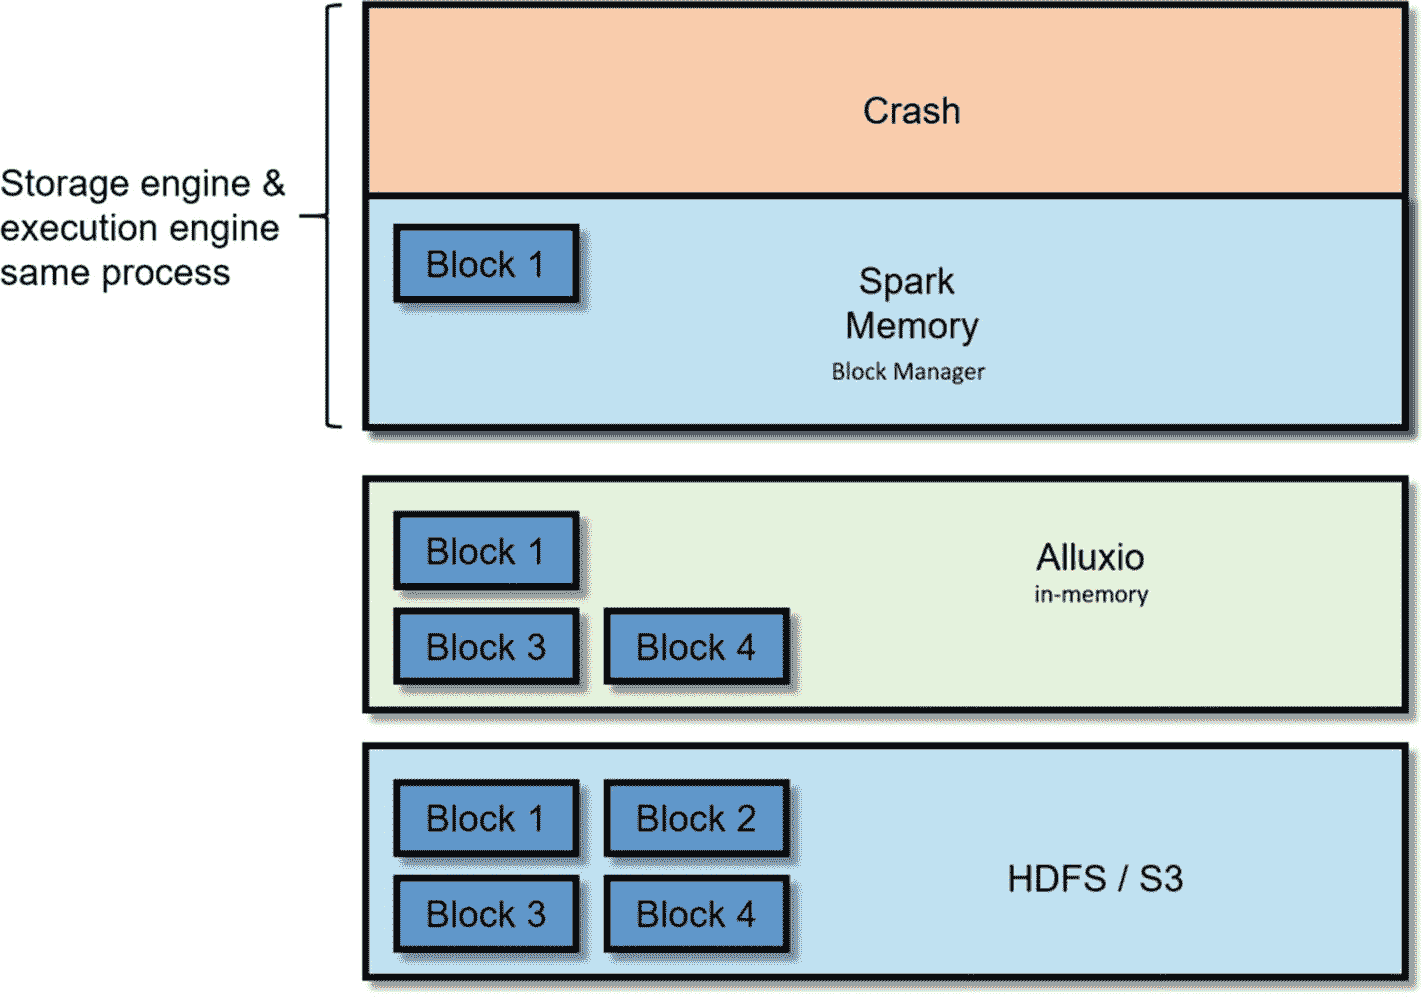 Crash
Storage engine &
execution engine
same process
Block 1
Spark
Memory
Block Manager
Block 1
Alluxio
in-memory
Block 3
Block 4
Block 1
Block 2
HDFS / S3
Block 3
Block 4